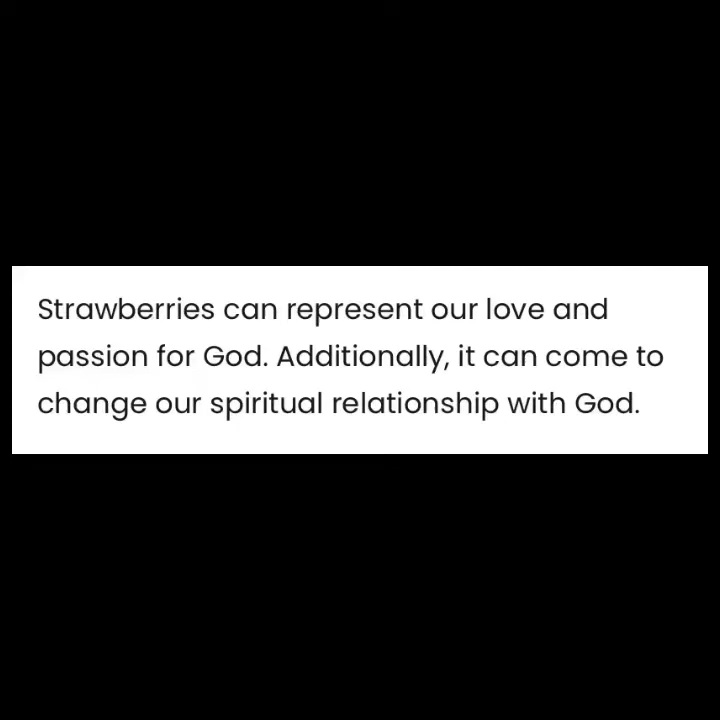 Strawberries can represent our love and
passion for God. Additionally, it can come to
change our spiritual relationship with God.